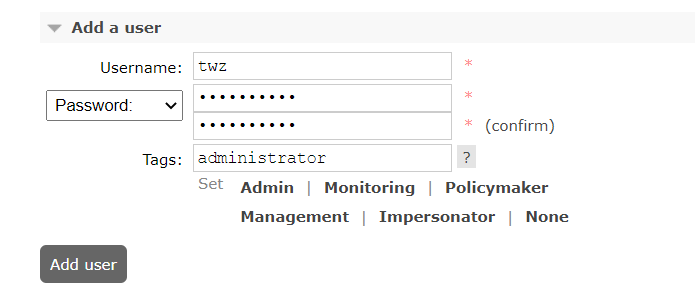 Add a user
Username: twz *
Password: •••••••••• *
•••••••••• * (confirm)
Tags: administrator ?
Set Admin | Monitoring | Policymaker
Management | Impersonator | None
Add user